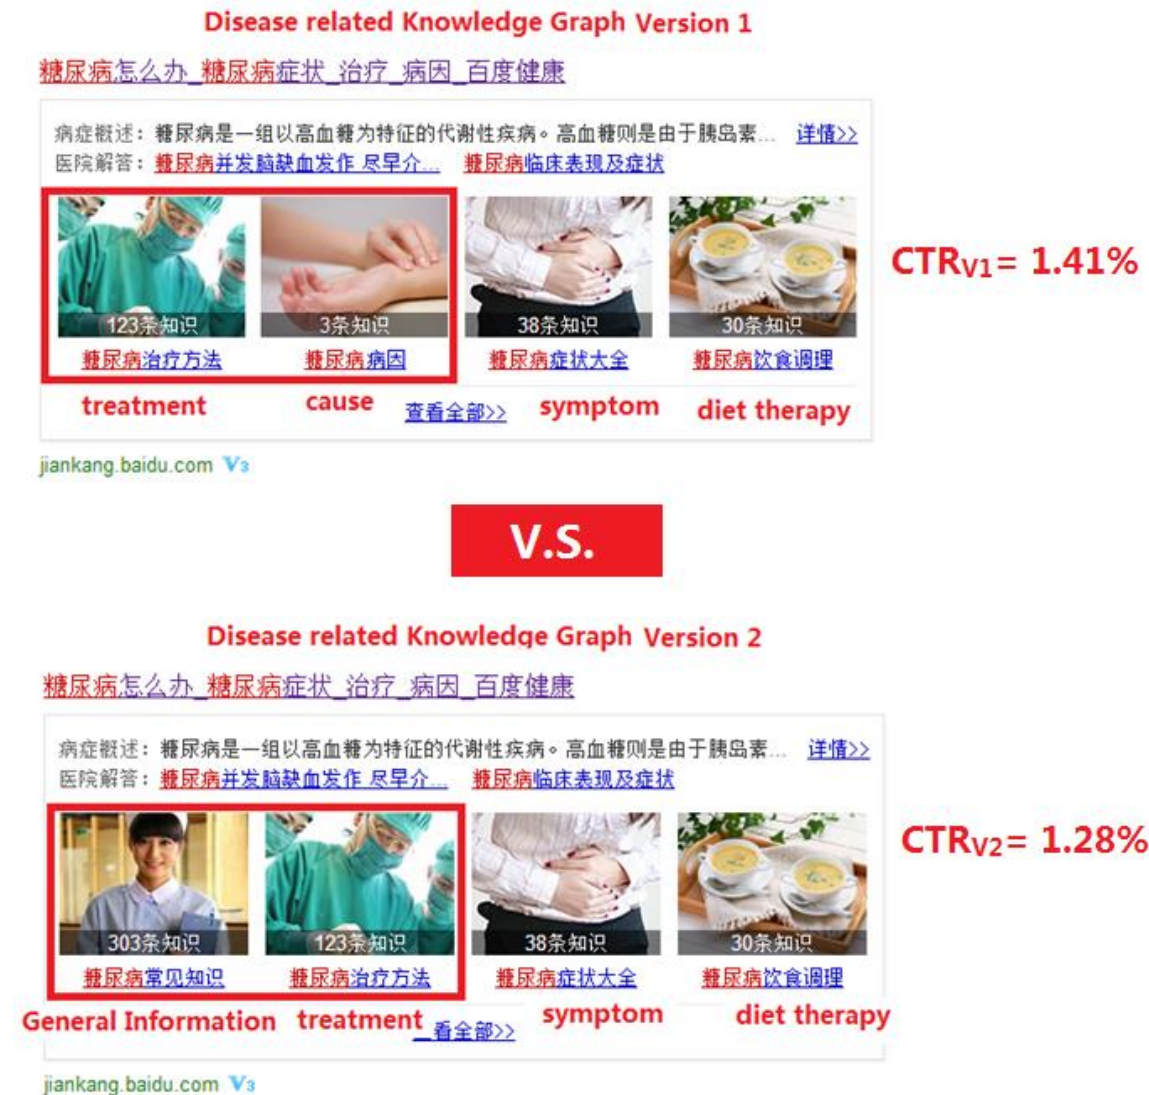 Disease related Knowledge Graph Version 1
糖尿病怎么办_糖尿病症状_治疗_病因_百度健康
病症概述：糖尿病是一组以高血糖为特征的代谢性疾病。高血糖则是由于胰岛素... 详情>>
医院解答：糖尿病并发脑缺血发作 尽早介... 糖尿病临床表现及症状
123条知识 3条知识 38条知识 30条知识
糖尿病治疗方法 糖尿病病因 糖尿病症状大全 糖尿病饮食调理
treatment cause 查看全部>> symptom diet therapy
jiankang.baidu.com V3
CTRV1= 1.41%
V.S.
Disease related Knowledge Graph Version 2
糖尿病怎么办_糖尿病症状_治疗_病因_百度健康
病症概述：糖尿病是一组以高血糖为特征的代谢性疾病。高血糖则是由于胰岛素... 详情>>
医院解答：糖尿病并发脑缺血发作 尽早介... 糖尿病临床表现及症状
303条知识 123条知识 38条知识 30条知识
糖尿病常见知识 糖尿病治疗方法 糖尿病症状大全 糖尿病饮食调理
General Information treatment 看全部>> symptom diet therapy
jiankang.baidu.com V3
CTRV2= 1.28%